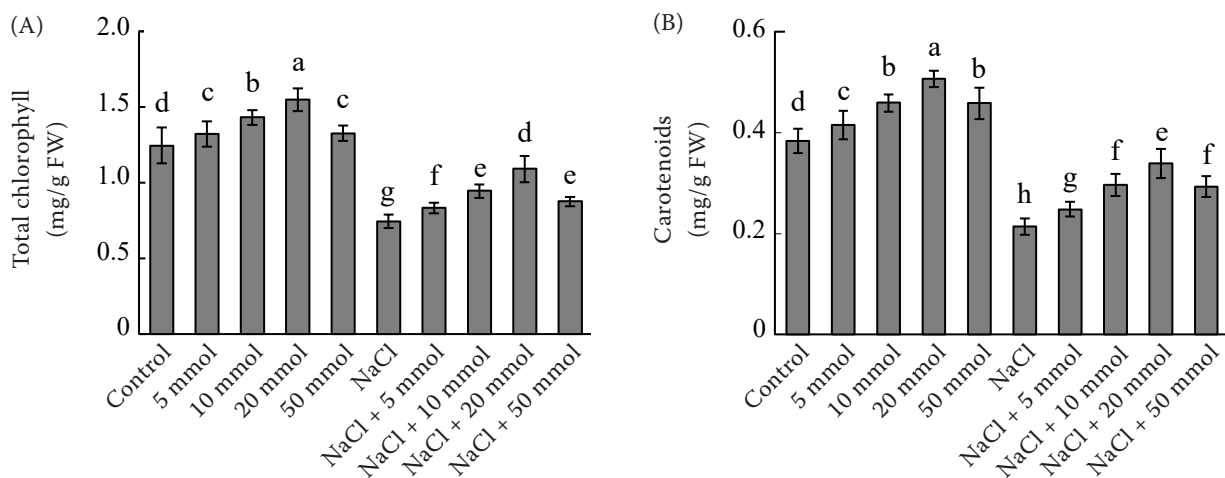 (A)
Total chlorophyll
(mg/g FW)
2.0
1.5
1.0
0.5
0
d
c
b
a
c
g
f
e
d
e
Control
5 mmol
10 mmol
20 mmol
50 mmol
NaCl
NaCl + 5 mmol
NaCl + 10 mmol
NaCl + 20 mmol
NaCl + 50 mmol
(B)
Carotenoids
(mg/g FW)
0.6
0.4
0.2
0
d
c
b
a
b
h
g
f
e
f
Control
5 mmol
10 mmol
20 mmol
50 mmol
NaCl
NaCl + 5 mmol
NaCl + 10 mmol
NaCl + 20 mmol
NaCl + 50 mmol